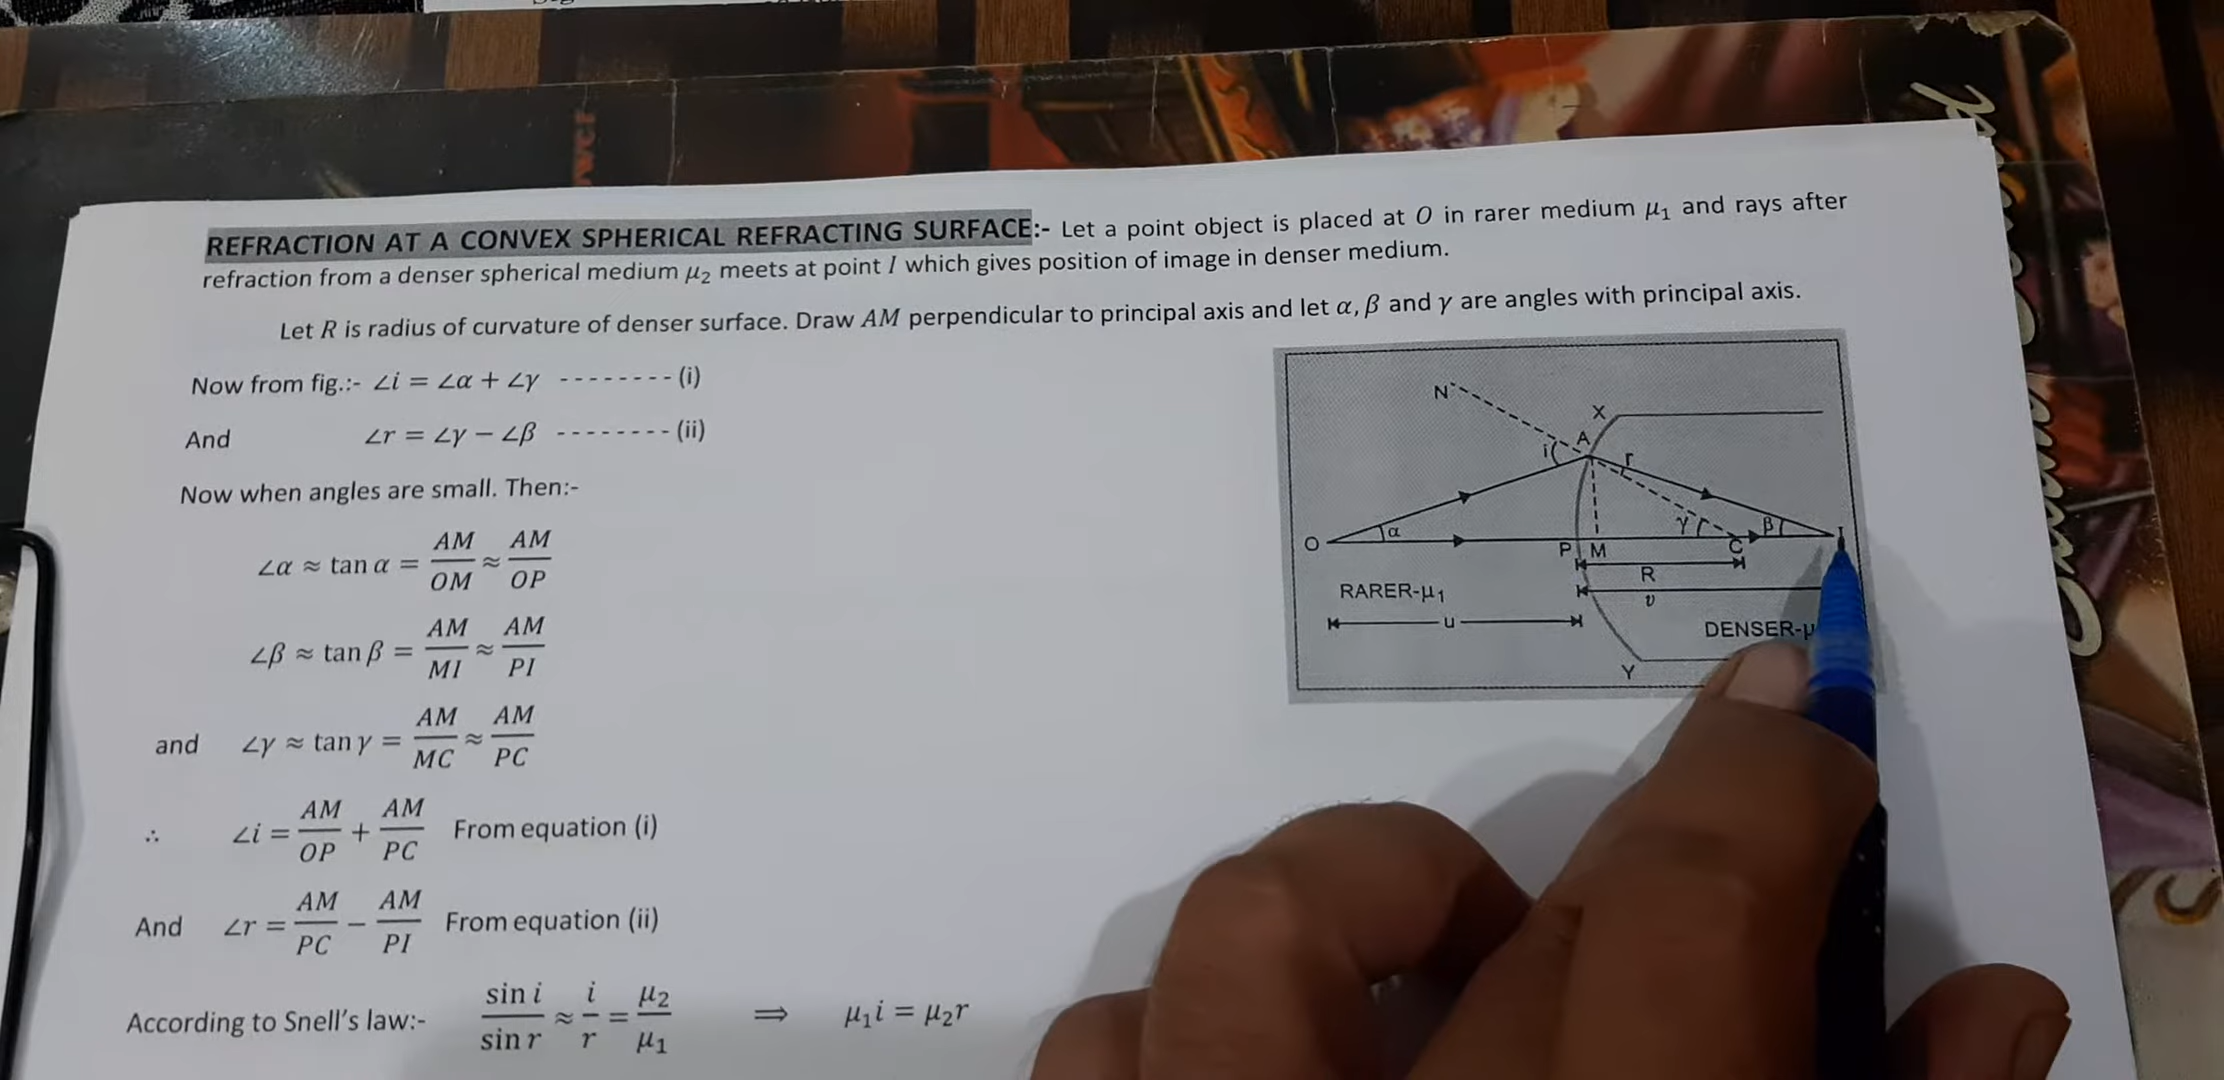 REFRACTION AT A CONVEX SPHERICAL REFRACTING SURFACE:- Let a point object is placed at O in rarer medium μ₁ and rays after
refraction from a denser spherical medium μ₂ meets at point I which gives position of image in denser medium.
Let R is radius of curvature of denser surface. Draw AM perpendicular to principal axis and let α, β and γ are angles with principal axis.
Now from fig.:- ∠i = ∠α + ∠γ -------- (i)
And ∠r = ∠γ − ∠β -------- (ii)
Now when angles are small. Then:-
∠α ≈ tan α = AM/OM ≈ AM/OP
∠β ≈ tan β = AM/MI ≈ AM/PI
and ∠γ ≈ tan γ = AM/MC ≈ AM/PC
∴ ∠i = AM/OP + AM/PC From equation (i)
And ∠r = AM/PC − AM/PI From equation (ii)
According to Snell's law:- sin i/sin r ≈ i/r = μ₂/μ₁ ⟹ μ₁i = μ₂r
N
X
A
i
r
α
γ
β
O
P
M
C
I
R
RARER-μ₁
υ
u
DENSER-μ
Y